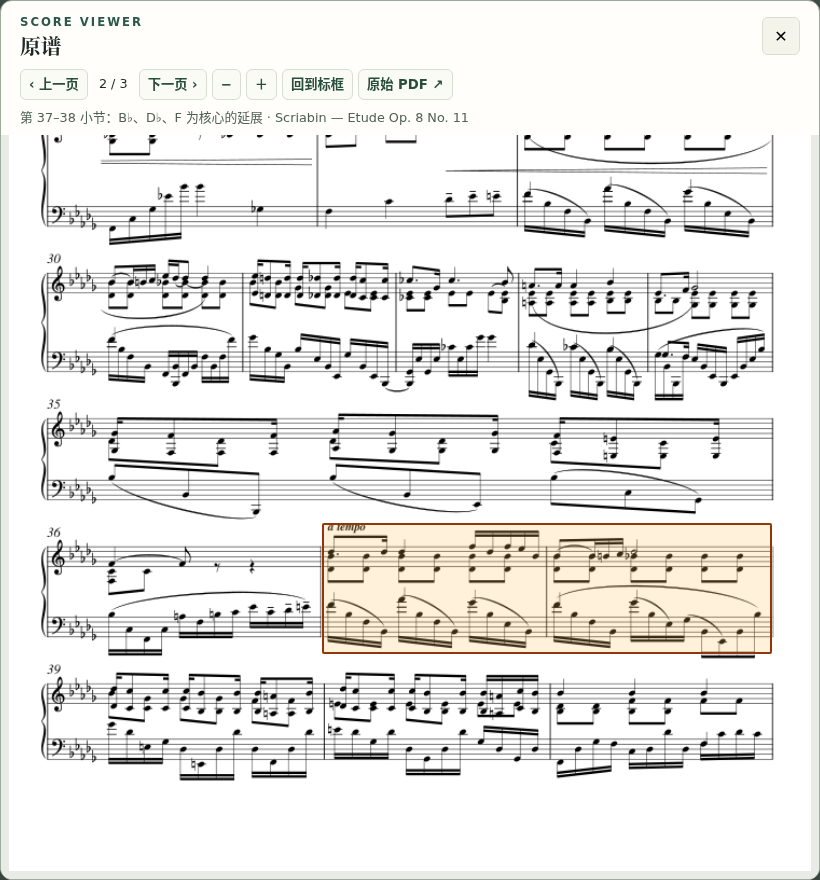 SCORE VIEWER
原谱
✕
‹ 上一页 2 / 3 下一页 › − + 回到标框 原始 PDF ↗
第 37–38 小节: B♭、D♭、F 为核心的延展 · Scriabin — Etude Op. 8 No. 11
30
35
36
a tempo
39